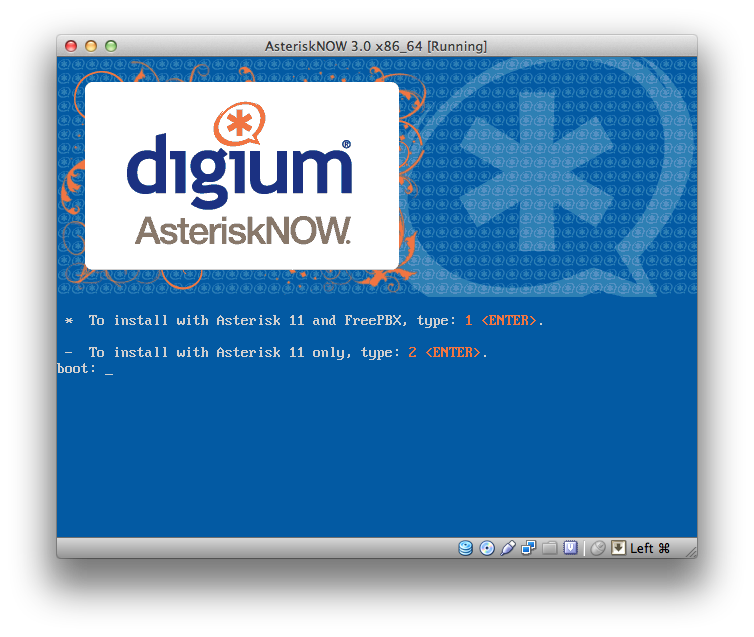 AsteriskNOW 3.0 x86_64 [Running]
digium®
AsteriskNOW.
* To install with Asterisk 11 and FreePBX, type: 1 <ENTER>.
- To install with Asterisk 11 only, type: 2 <ENTER>.
boot: _
Left ⌘